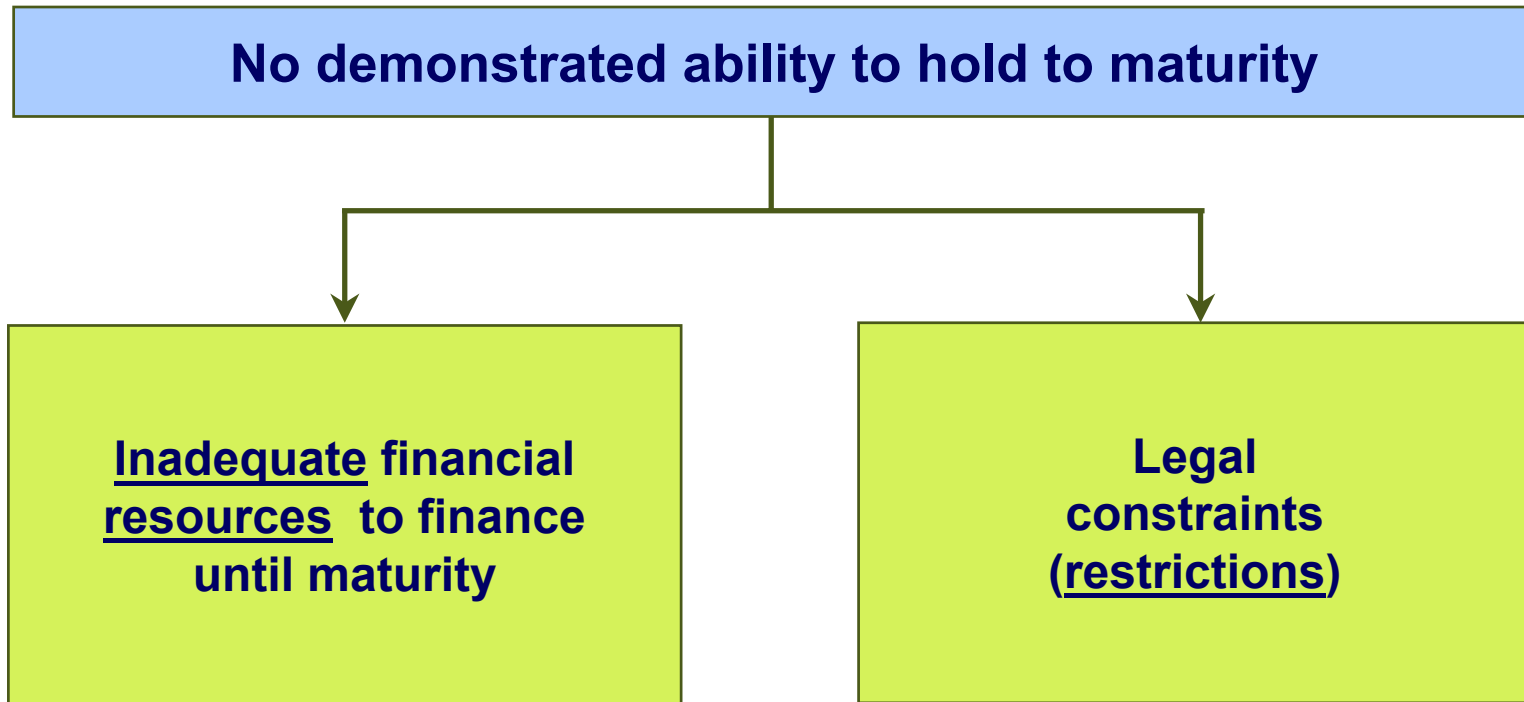 No demonstrated ability to hold to maturity
Inadequate financial
resources to finance
until maturity
Legal
constraints
(restrictions)